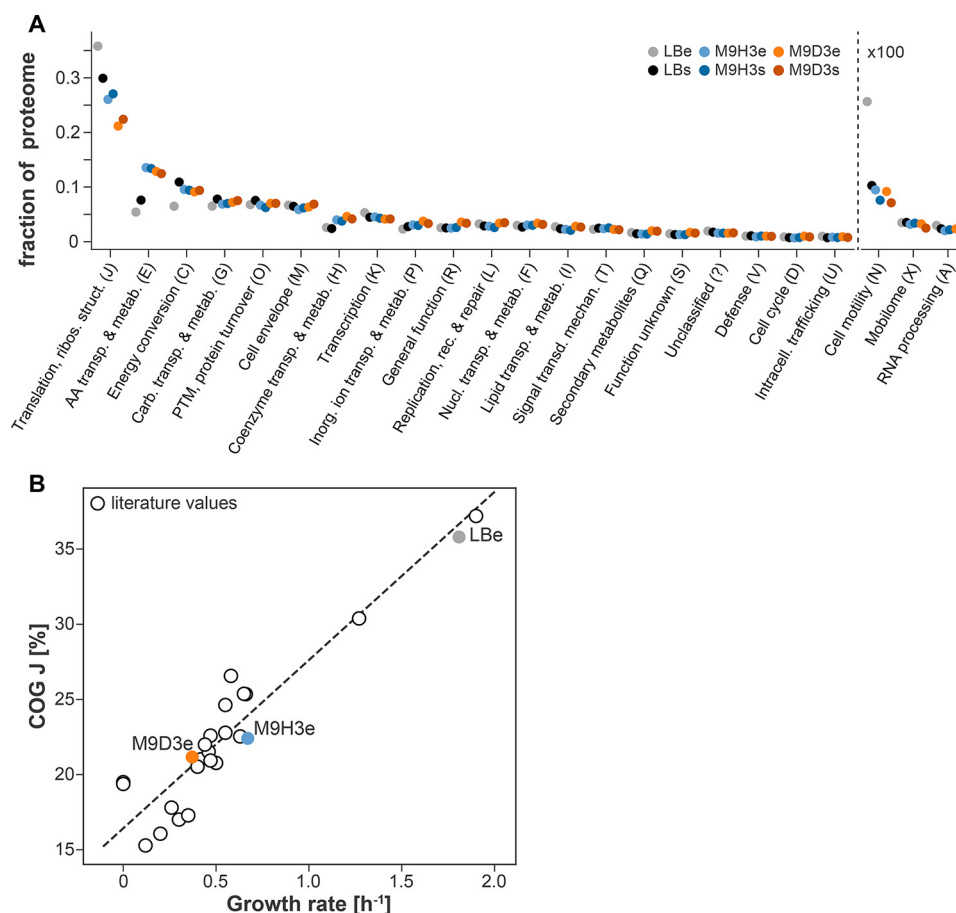 A
fraction of proteome
0.3
0.2
0.1
0
LBe
M9H3e
M9D3e
LBs
M9H3s
M9D3s
x100
Translation, ribos. struct. (J)
AA transp. & metab. (E)
Energy conversion (C)
Carb. transp. & metab. (G)
PTM, protein turnover (O)
Cell envelope (M)
Coenzyme transp. & metab. (H)
Transcription (K)
Inorg. ion transp. & metab. (P)
General function (R)
Replication, rec. & repair (L)
Nucl. transp. & metab. (F)
Lipid transp. & metab. (I)
Signal transd. mechan. (T)
Secondary metabolites (Q)
Function unknown (S)
Unclassified (?)
Defense (V)
Cell cycle (D)
Intracell. trafficking (U)
Cell motility (N)
Mobilome (X)
RNA processing (A)
B
literature values
COG J [%]
35
30
25
20
15
LBe
M9D3e
M9H3e
0
0.5
1.0
1.5
2.0
Growth rate [h⁻¹]